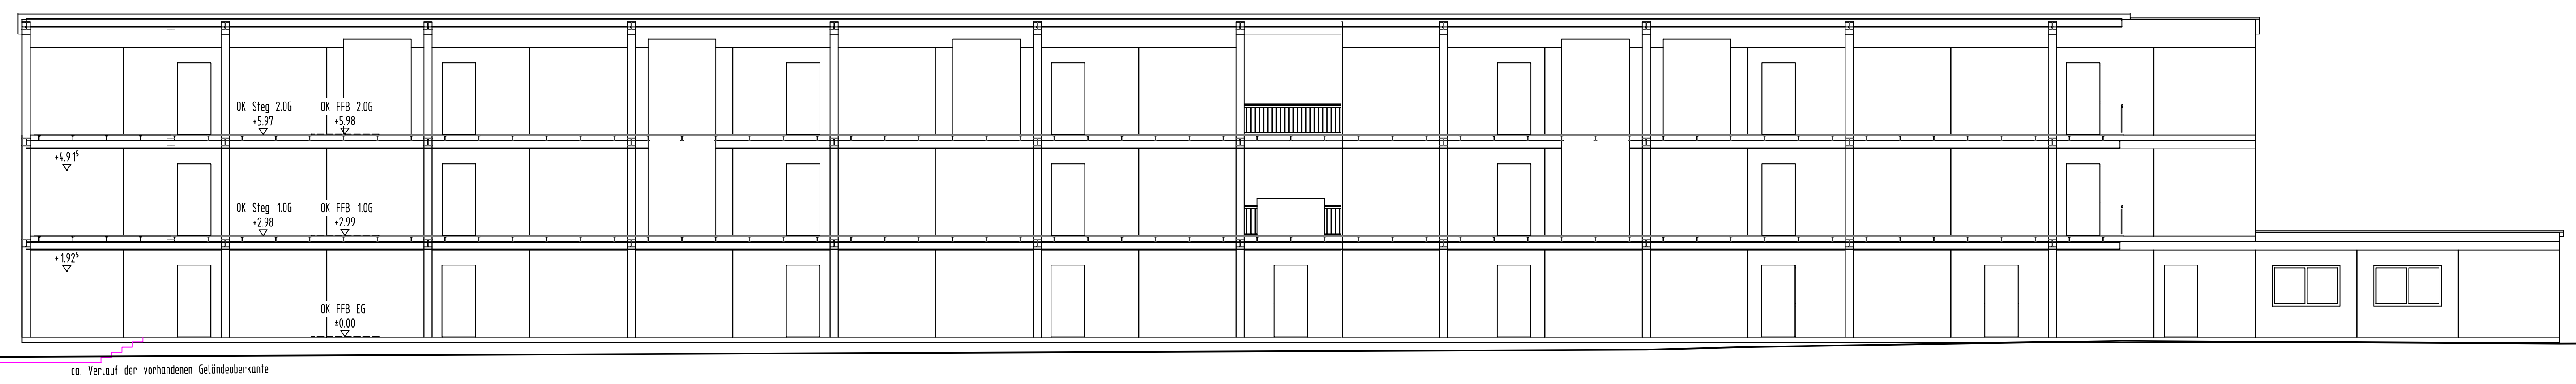 OK Steg 2.OG
+5.97
OK FFB 2.OG
+5.98
+4.91⁵
OK Steg 1.OG
+2.98
OK FFB 1.OG
+2.99
+1.92⁵
OK FFB EG
±0.00
ca. Verlauf der vorhandenen Geländeoberkante